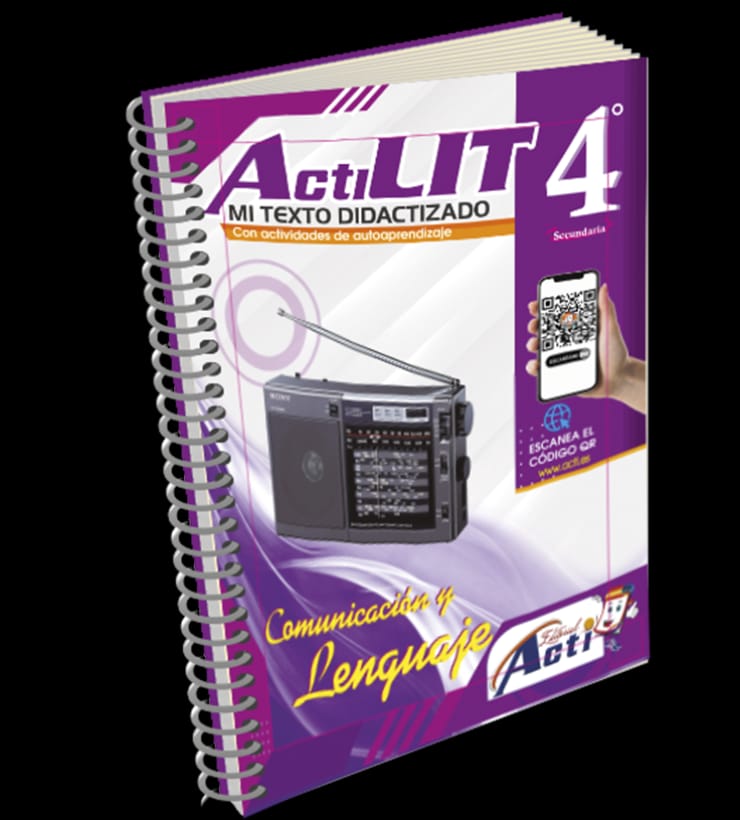 ActiLIT
MI TEXTO DIDACTIZADO
Con actividades de autoaprendizaje
4°
Secundaria
SONY
ESCANEA EL
CÓDIGO QR
www.acti.es
Comunicación y
Lenguaje
Editorial
Acti